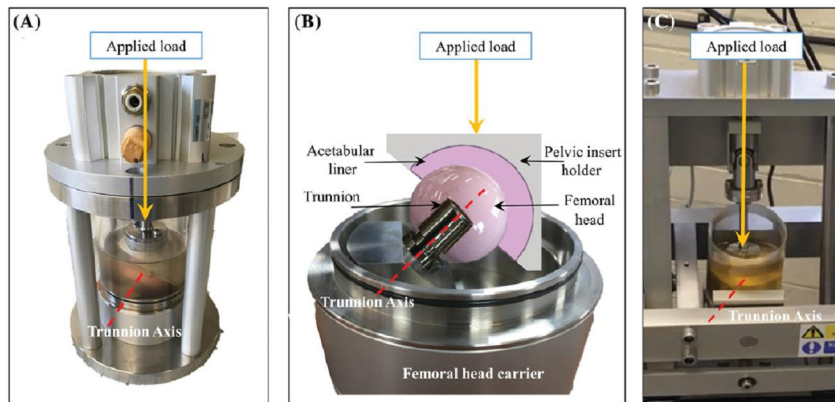 (A)
Applied load
Trunnion Axis
(B)
Applied load
Acetabular
liner
Pelvic insert
holder
Trunnion
Femoral
head
Trunnion Axis
Femoral head carrier
(C)
Applied load
Trunnion Axis